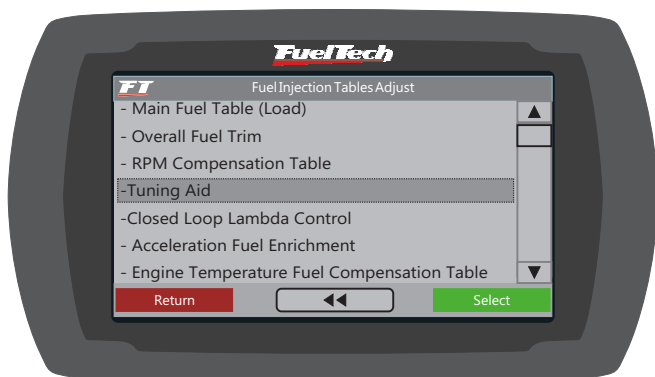 FuelTech
FT Fuel Injection Tables Adjust
- Main Fuel Table (Load)
- Overall Fuel Trim
- RPM Compensation Table
-Tuning Aid
-Closed Loop Lambda Control
- Acceleration Fuel Enrichment
- Engine Temperature Fuel Compensation Table
Return Select